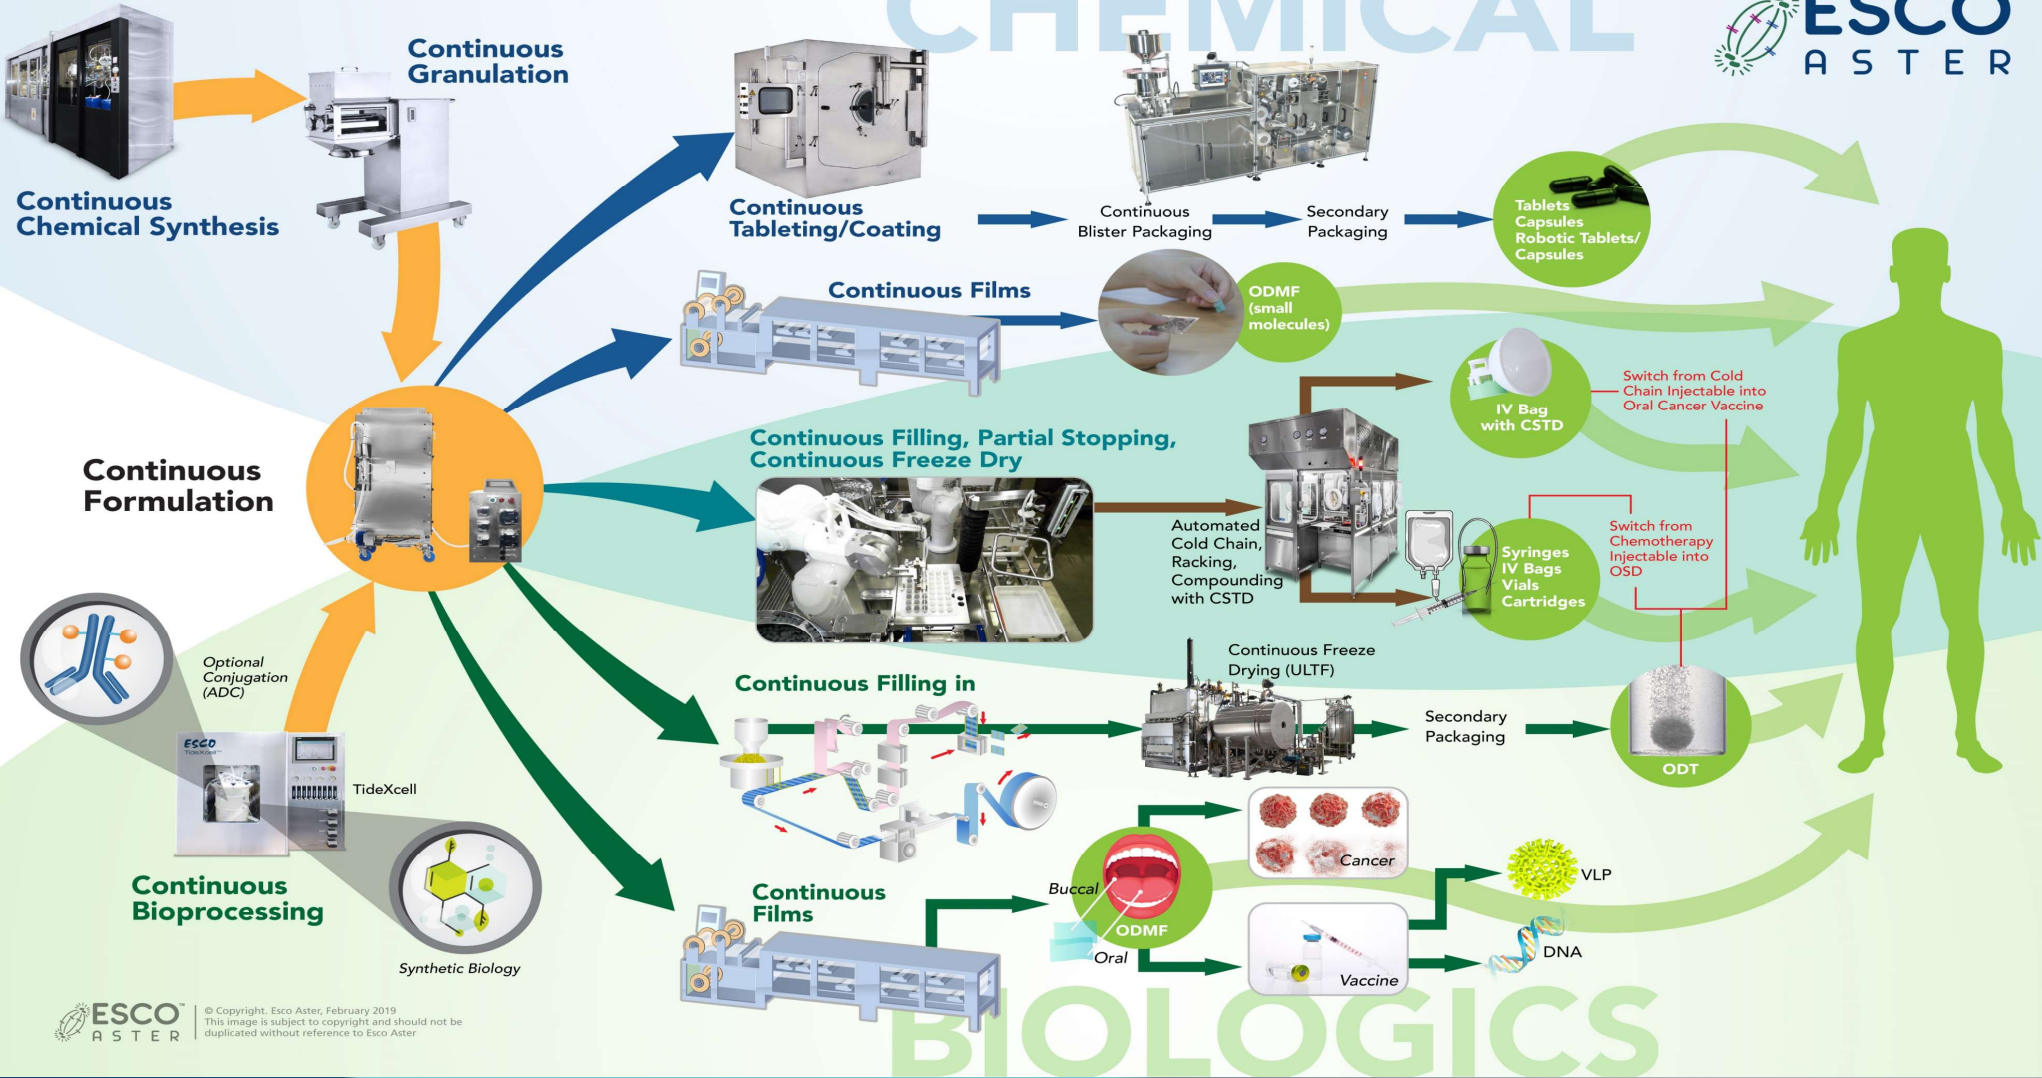 CHEMICAL
ESCO
ASTER
Continuous
Granulation
Continuous
Chemical Synthesis
Continuous
Tableting/Coating
Continuous
Blister Packaging
Secondary
Packaging
Tablets
Capsules
Robotic Tablets/
Capsules
Continuous Films
ODMF
(small
molecules)
Continuous
Formulation
Continuous Filling, Partial Stopping,
Continuous Freeze Dry
Automated
Cold Chain,
Racking,
Compounding
with CSTD
IV Bag
with CSTD
Switch from Cold
Chain Injectable into
Oral Cancer Vaccine
Syringes
IV Bags
Vials
Cartridges
Switch from
Chemotherapy
Injectable into
OSD
Optional
Conjugation
(ADC)
ESCO
TideXcell™
TideXcell
Continuous
Bioprocessing
Synthetic Biology
Continuous Filling in
Continuous Freeze
Drying (ULTF)
Secondary
Packaging
ODT
Continuous
Films
Buccal
ODMF
Oral
Cancer
Vaccine
VLP
DNA
BIOLOGICS
ESCO™
ASTER
© Copyright. Esco Aster, February 2019
This image is subject to copyright and should not be
duplicated without reference to Esco Aster